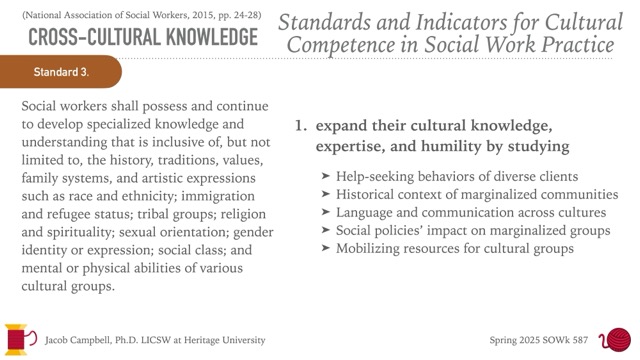 (National Association of Social Workers, 2015, pp. 24-28)
CROSS-CULTURAL KNOWLEDGE
Standards and Indicators for Cultural
Competence in Social Work Practice
Standard 3.
Social workers shall possess and continue
to develop specialized knowledge and
understanding that is inclusive of, but not
limited to, the history, traditions, values,
family systems, and artistic expressions
such as race and ethnicity; immigration
and refugee status; tribal groups; religion
and spirituality; sexual orientation; gender
identity or expression; social class; and
mental or physical abilities of various
cultural groups.
1. expand their cultural knowledge,
expertise, and humility by studying
➤ Help-seeking behaviors of diverse clients
➤ Historical context of marginalized communities
➤ Language and communication across cultures
➤ Social policies’ impact on marginalized groups
➤ Mobilizing resources for cultural groups
Jacob Campbell, Ph.D. LICSW at Heritage University
Spring 2025 SOWk 587